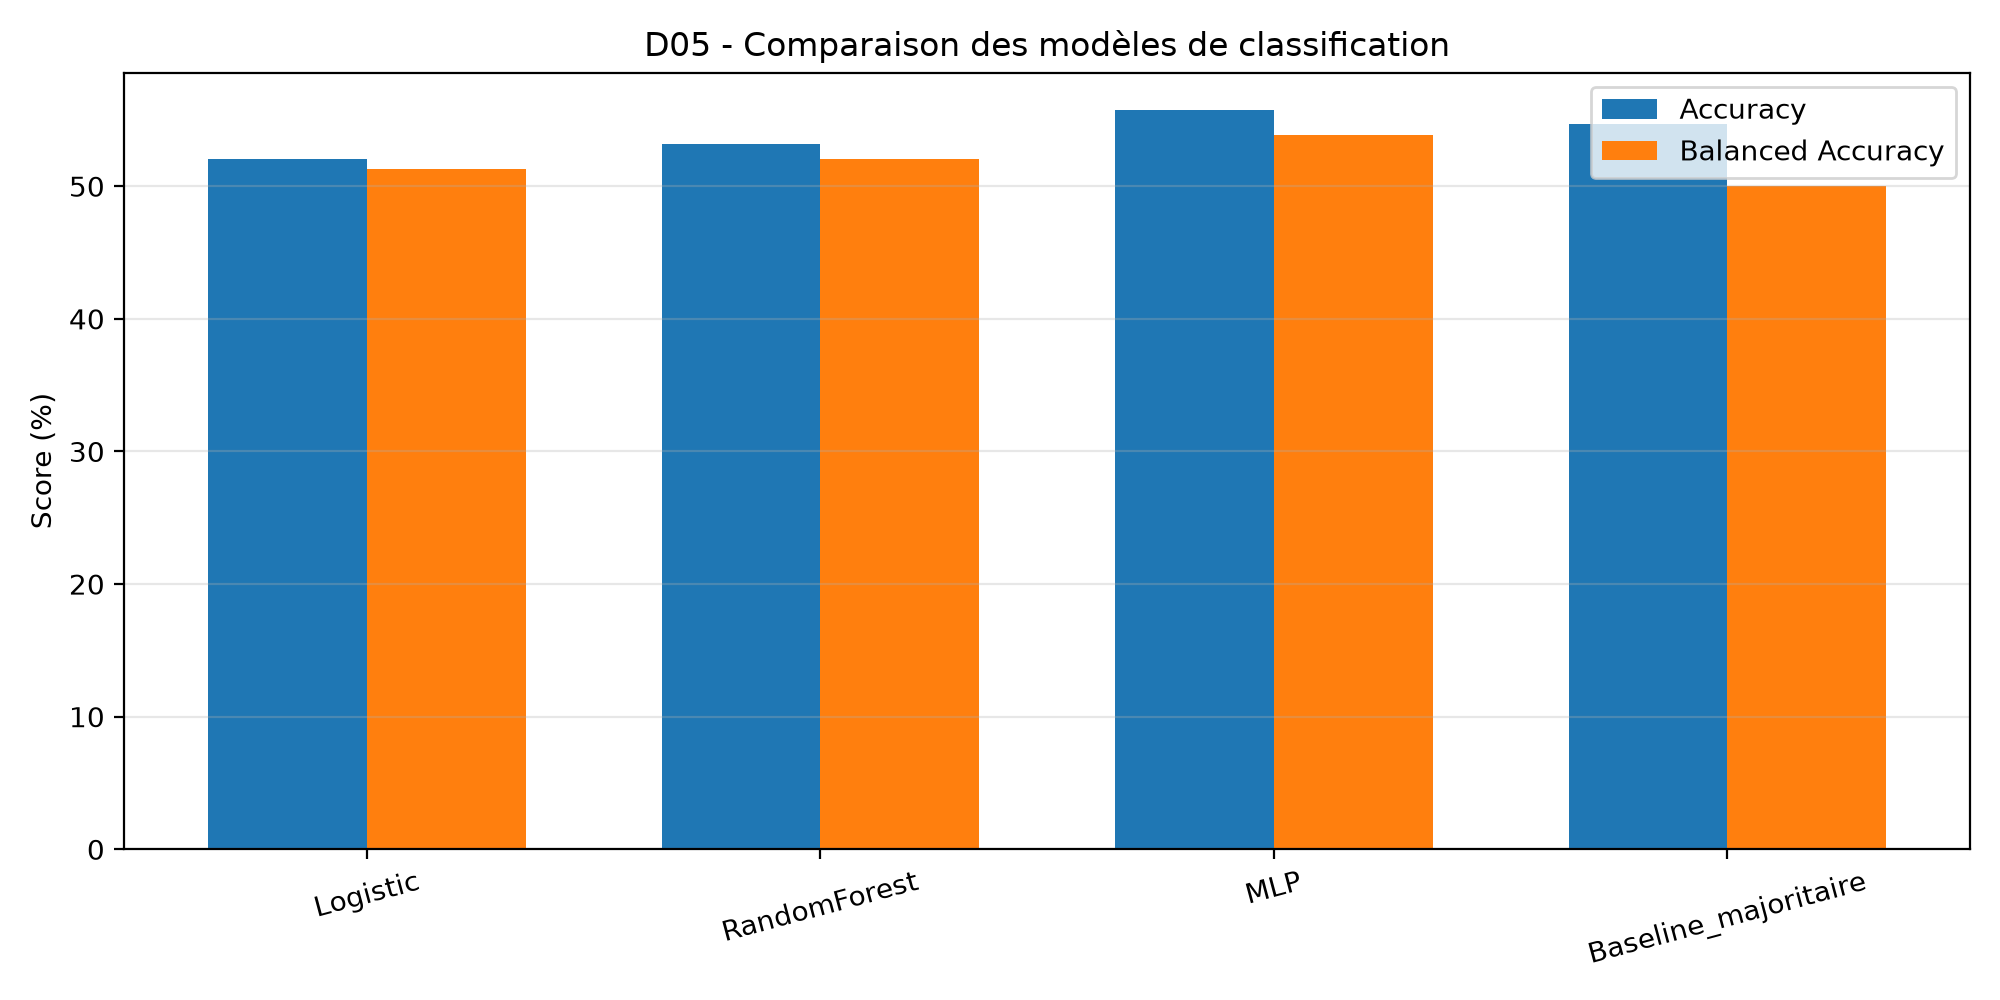 D05 - Comparaison des modèles de classification
Accuracy
Balanced Accuracy
Score (%)
50
40
30
20
10
0
Logistic
RandomForest
MLP
Baseline_majoritaire